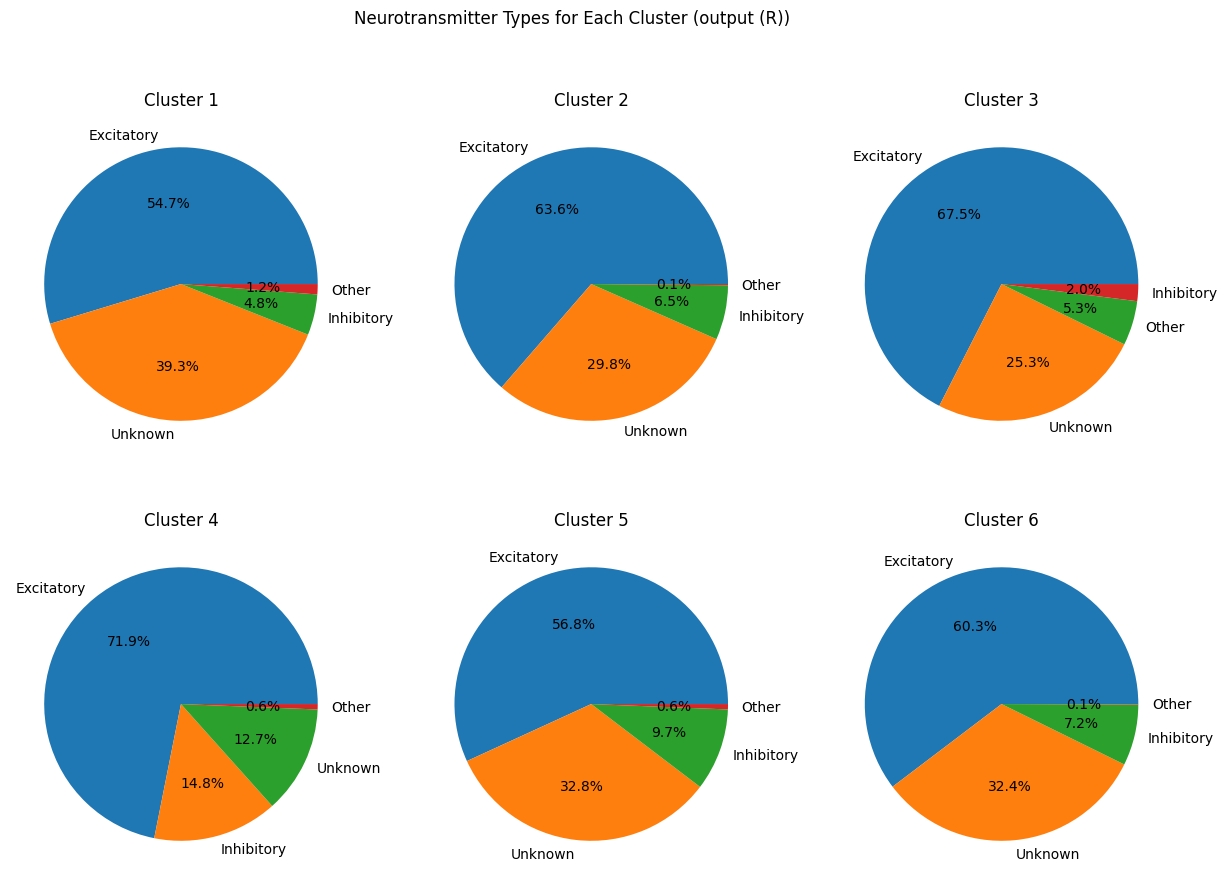 Neurotransmitter Types for Each Cluster (output (R))
Cluster 1
Excitatory
54.7%
1.2%
Other
4.8%
Inhibitory
39.3%
Unknown
Cluster 2
Excitatory
63.6%
0.1%
Other
6.5%
Inhibitory
29.8%
Unknown
Cluster 3
Excitatory
67.5%
2.0%
Inhibitory
5.3%
Other
25.3%
Unknown
Cluster 4
Excitatory
71.9%
0.6%
Other
12.7%
Unknown
14.8%
Inhibitory
Cluster 5
Excitatory
56.8%
0.6%
Other
9.7%
Inhibitory
32.8%
Unknown
Cluster 6
Excitatory
60.3%
0.1%
Other
7.2%
Inhibitory
32.4%
Unknown